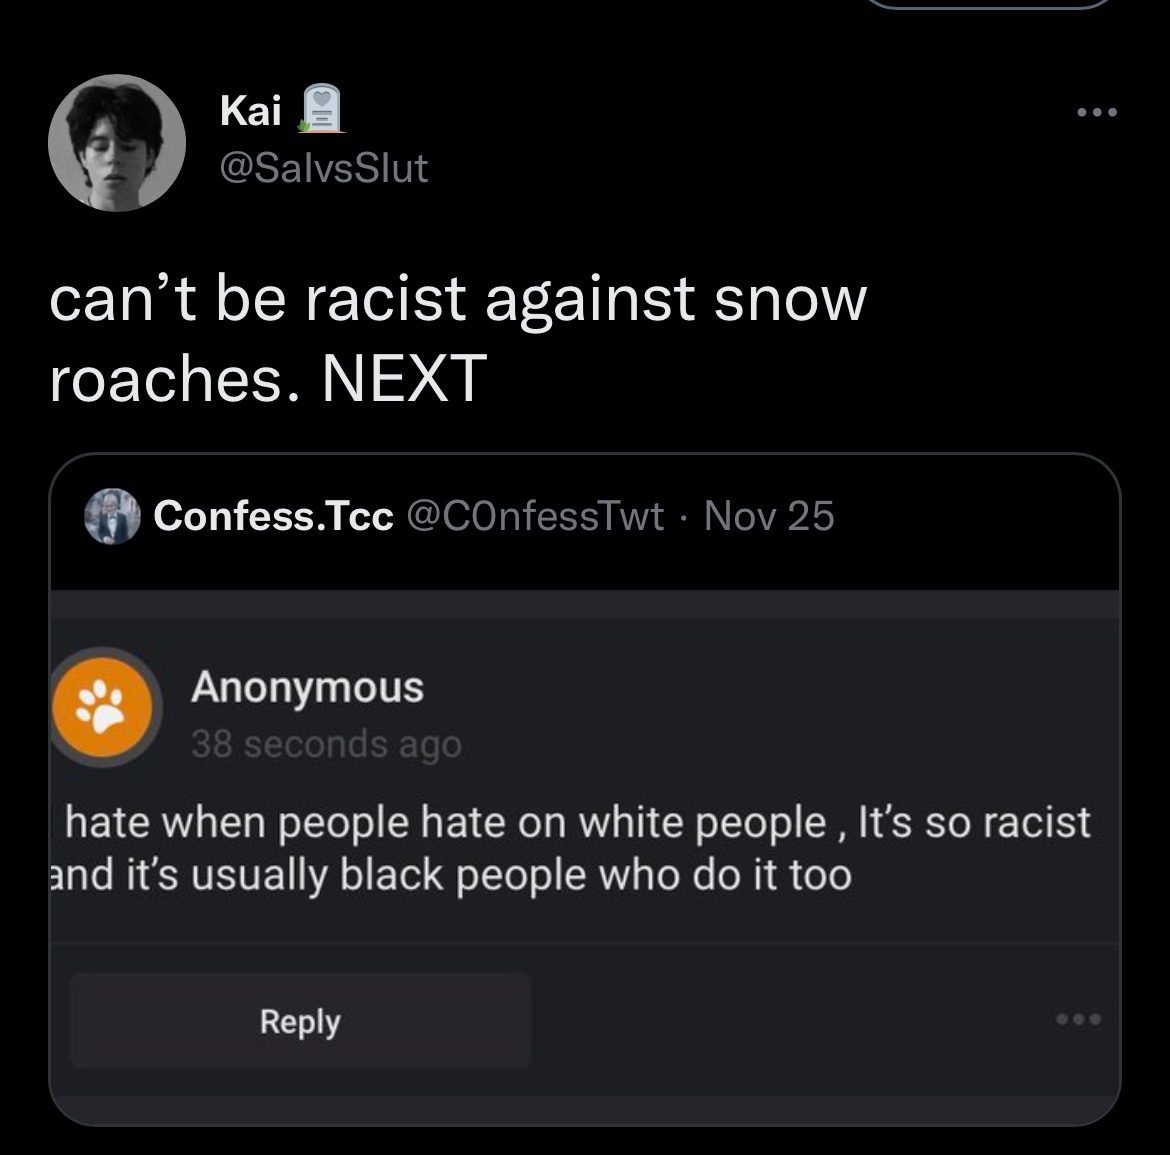 Kai 🪦
@SalvsSlut
can’t be racist against snow
roaches. NEXT
Confess.Tcc @C0nfessTwt · Nov 25
Anonymous
38 seconds ago
hate when people hate on white people , It’s so racist
and it’s usually black people who do it too
Reply